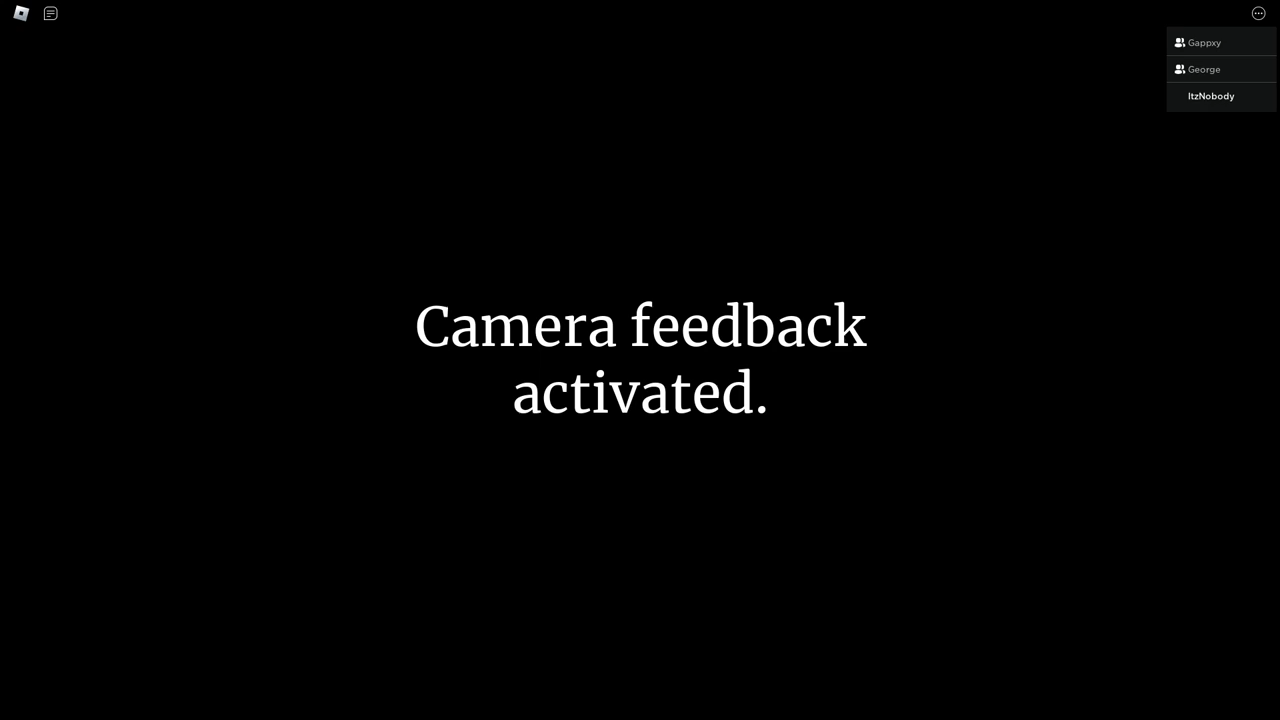 Gappxy
George
ItzNobody
Camera feedback
activated.